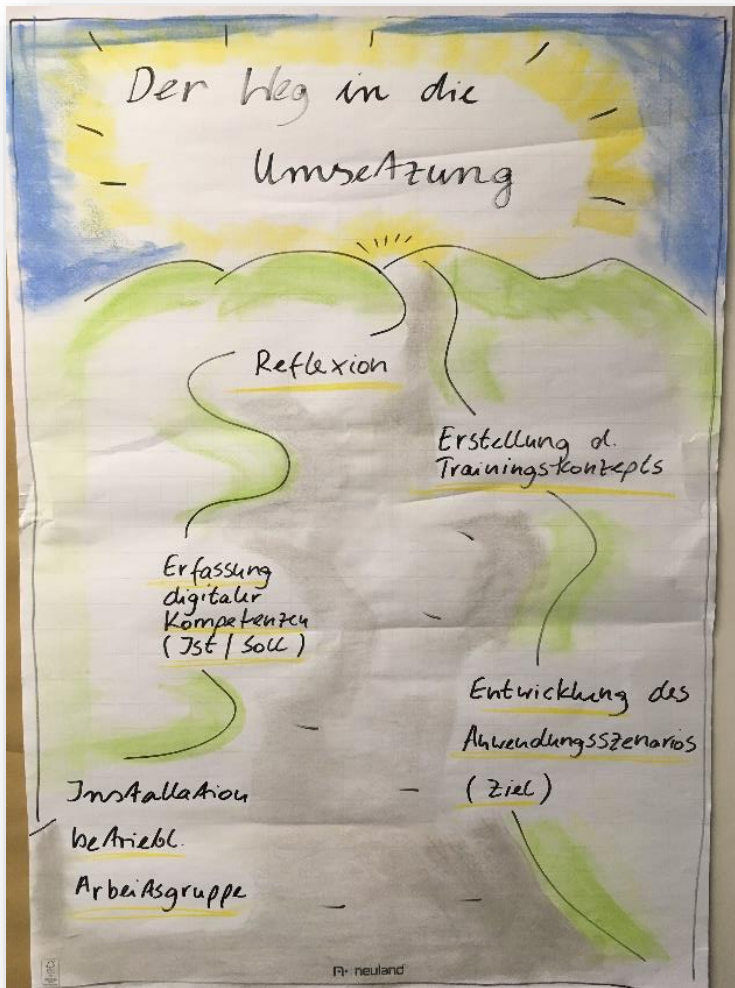 Der Weg in die
Umsetzung
Reflexion
Erstellung d.
Trainingskonzepts
Erfassung
digitaler
Kompetenzen
(Ist / Soll)
Entwicklung des
Anwendungsszenarios
(Ziel)
Installation
betriebl.
Arbeitsgruppe
neuland